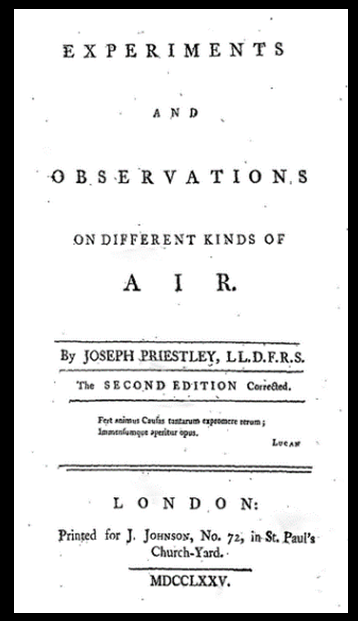 EXPERIMENTS
AND
OBSERVATIONS
ON DIFFERENT KINDS OF
AIR.
By JOSEPH PRIESTLEY, LL.D.F.R.S.
The SECOND EDITION Corrected.
Fert animus Causas tantarum expromere rerum;
Immensumque aperitur opus.
LUCAN
LONDON:
Printed for J. JOHNSON, No. 72, in St. Paul's
Church-Yard.
MDCCLXXV.